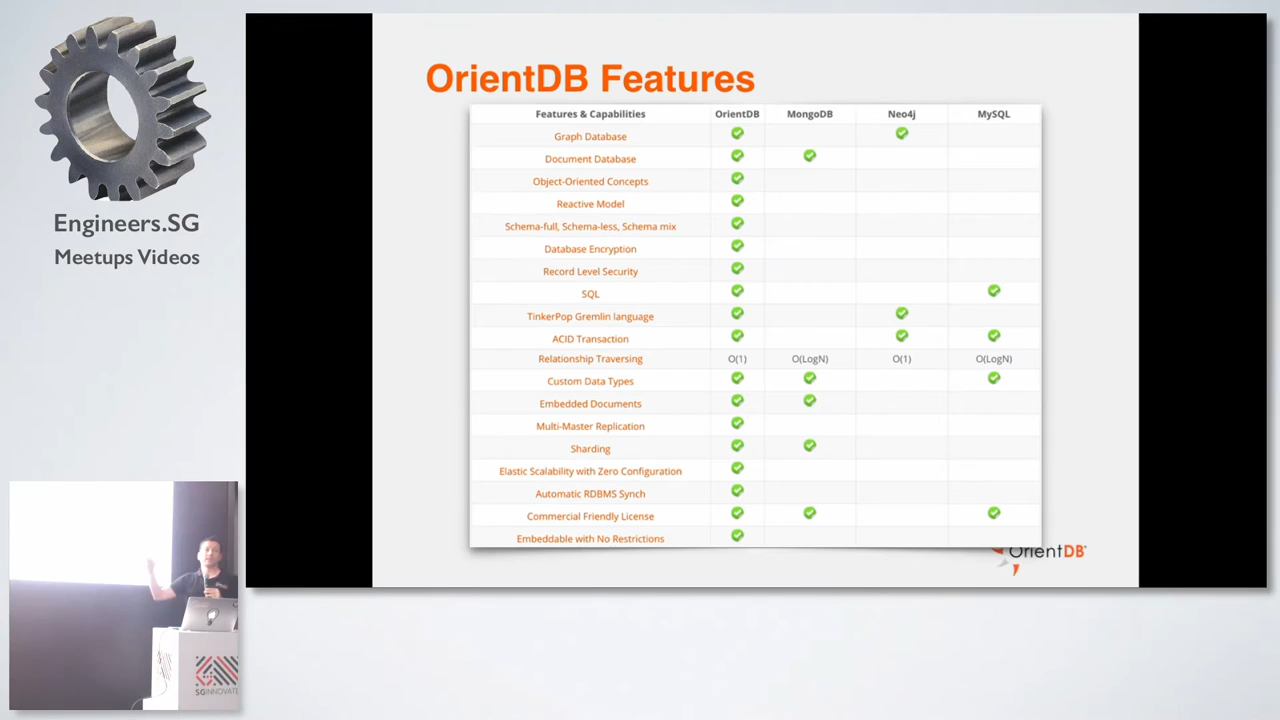 Engineers.SG
Meetups Videos
OrientDB Features
Features & Capabilities OrientDB MongoDB Neo4j MySQL
Graph Database
Document Database
Object-Oriented Concepts
Reactive Model
Schema-full, Schema-less, Schema mix
Database Encryption
Record Level Security
SQL
TinkerPop Gremlin language
ACID Transaction
Relationship Traversing O(1) O(LogN) O(1) O(LogN)
Custom Data Types
Embedded Documents
Multi-Master Replication
Sharding
Elastic Scalability with Zero Configuration
Automatic RDBMS Synch
Commercial Friendly License
Embeddable with No Restrictions
OrientDB
SGINNOVATE